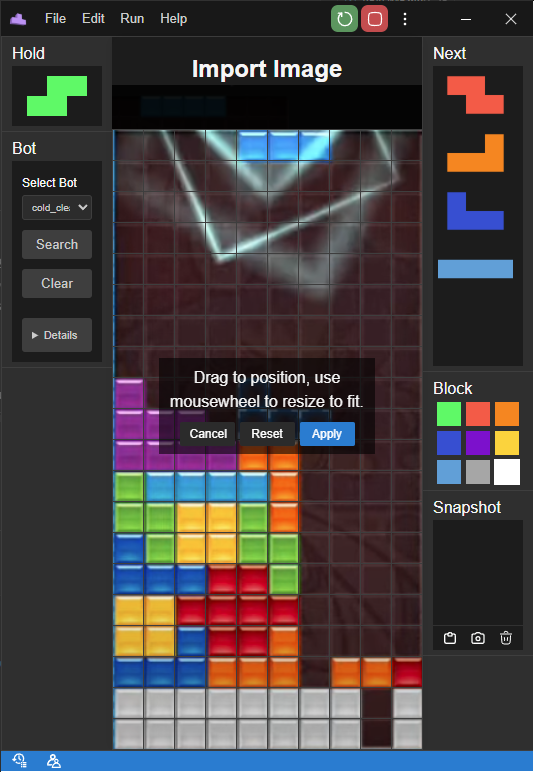 File Edit Run Help
Hold
Import Image
Next
Bot
Select Bot
cold_cle
Search
Clear
Details
Drag to position, use
mousewheel to resize to fit.
Cancel Reset Apply
Block
Snapshot